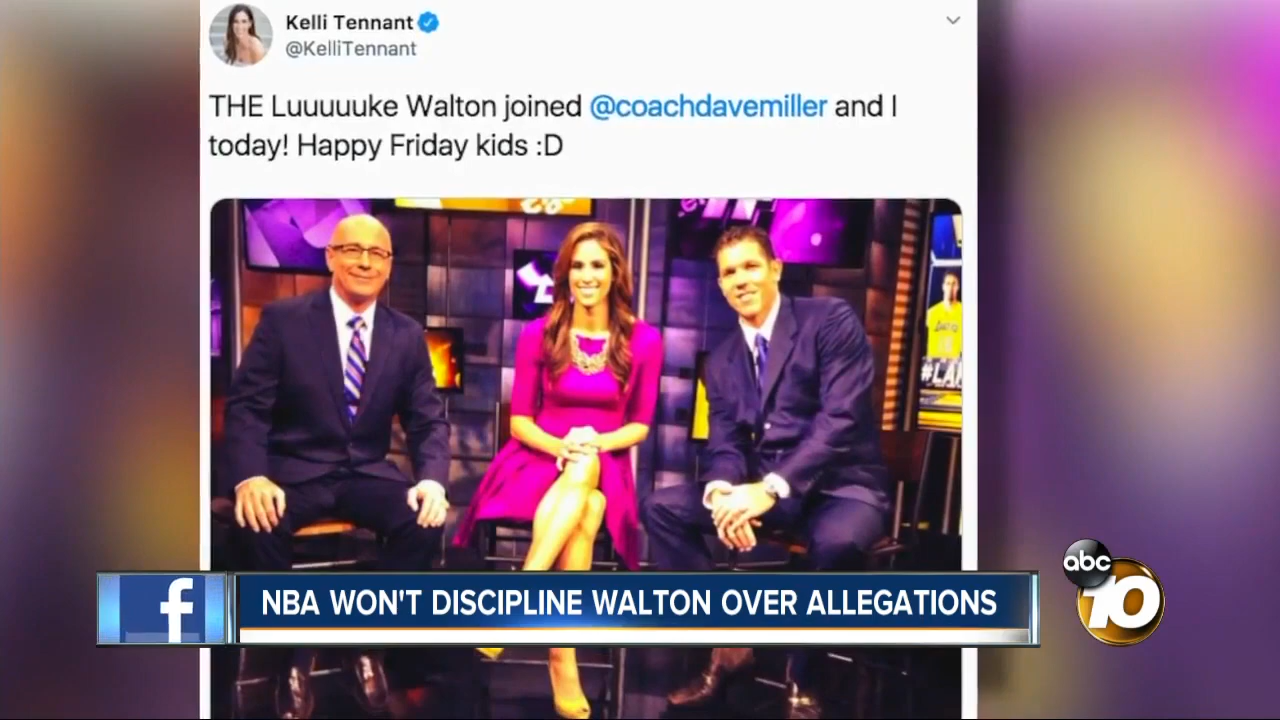 Kelli Tennant
@KelliTennant
THE Luuuuuke Walton joined @coachdavemiller and I
today! Happy Friday kids :D
#LA
f
NBA WON'T DISCIPLINE WALTON OVER ALLEGATIONS
abc
10